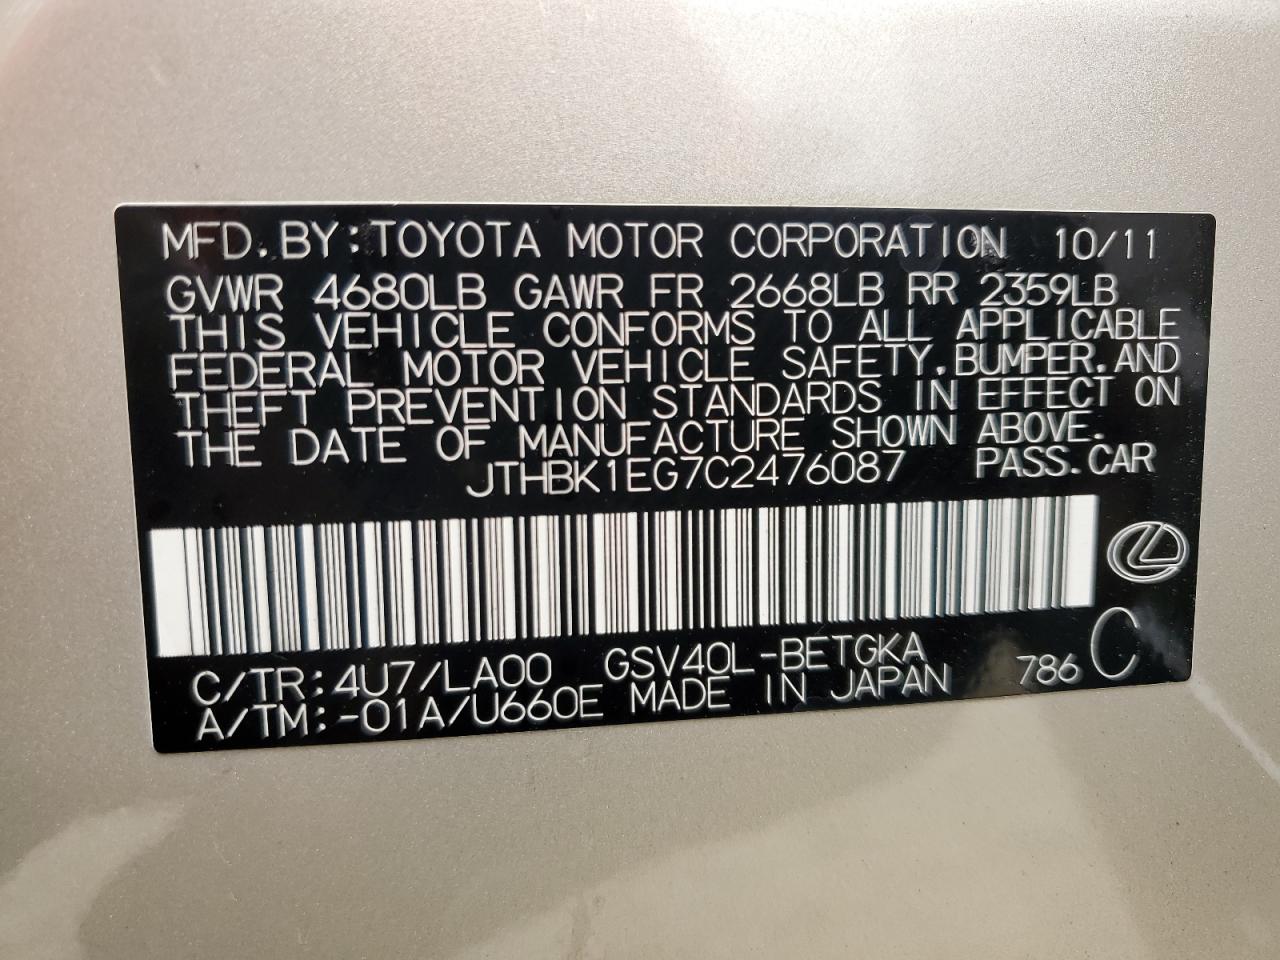 MFD. BY:TOYOTA MOTOR CORPORATION 10/11
GVWR 4680LB GAWR FR 2668LB RR 2359LB
THIS VEHICLE CONFORMS TO ALL APPLICABLE
FEDERAL MOTOR VEHICLE SAFETY.BUMPER.AND
THEFT PREVENTION STANDARDS IN EFFECT ON
THE DATE OF MANUFACTURE SHOWN ABOVE.
JTHBK1EG7C2476087 PASS.CAR
C/TR:4U7/LA00 GSV40L-BETGKA
A/TM:-01A/U660E MADE IN JAPAN 786 C